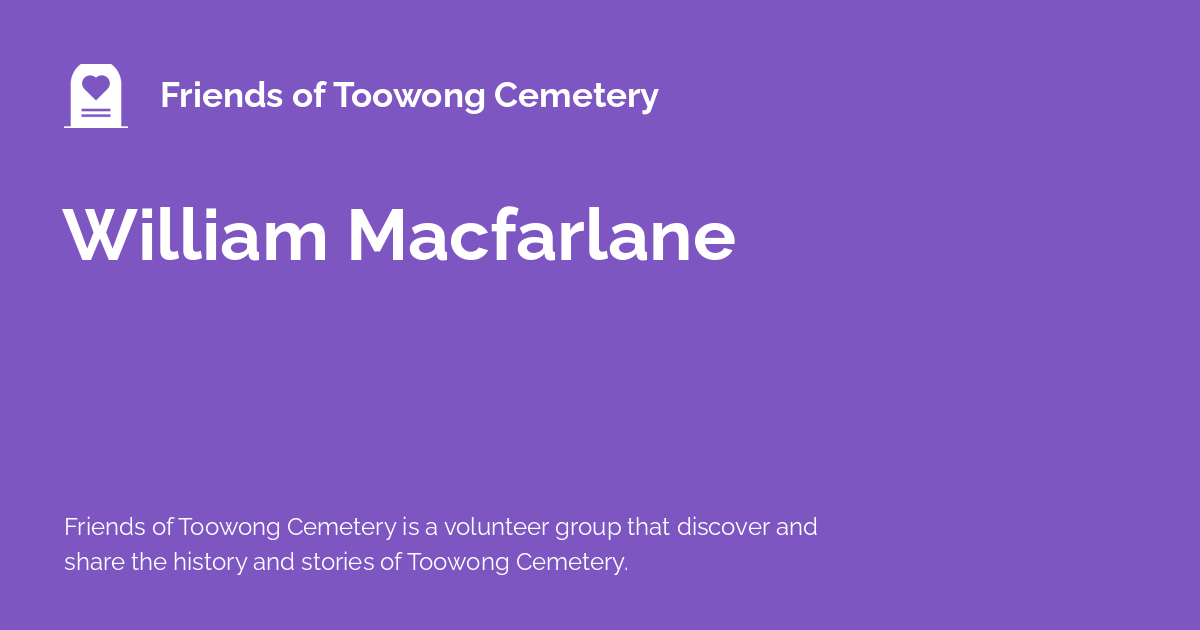 Friends of Toowong Cemetery
William Macfarlane
Friends of Toowong Cemetery is a volunteer group that discover and
share the history and stories of Toowong Cemetery.